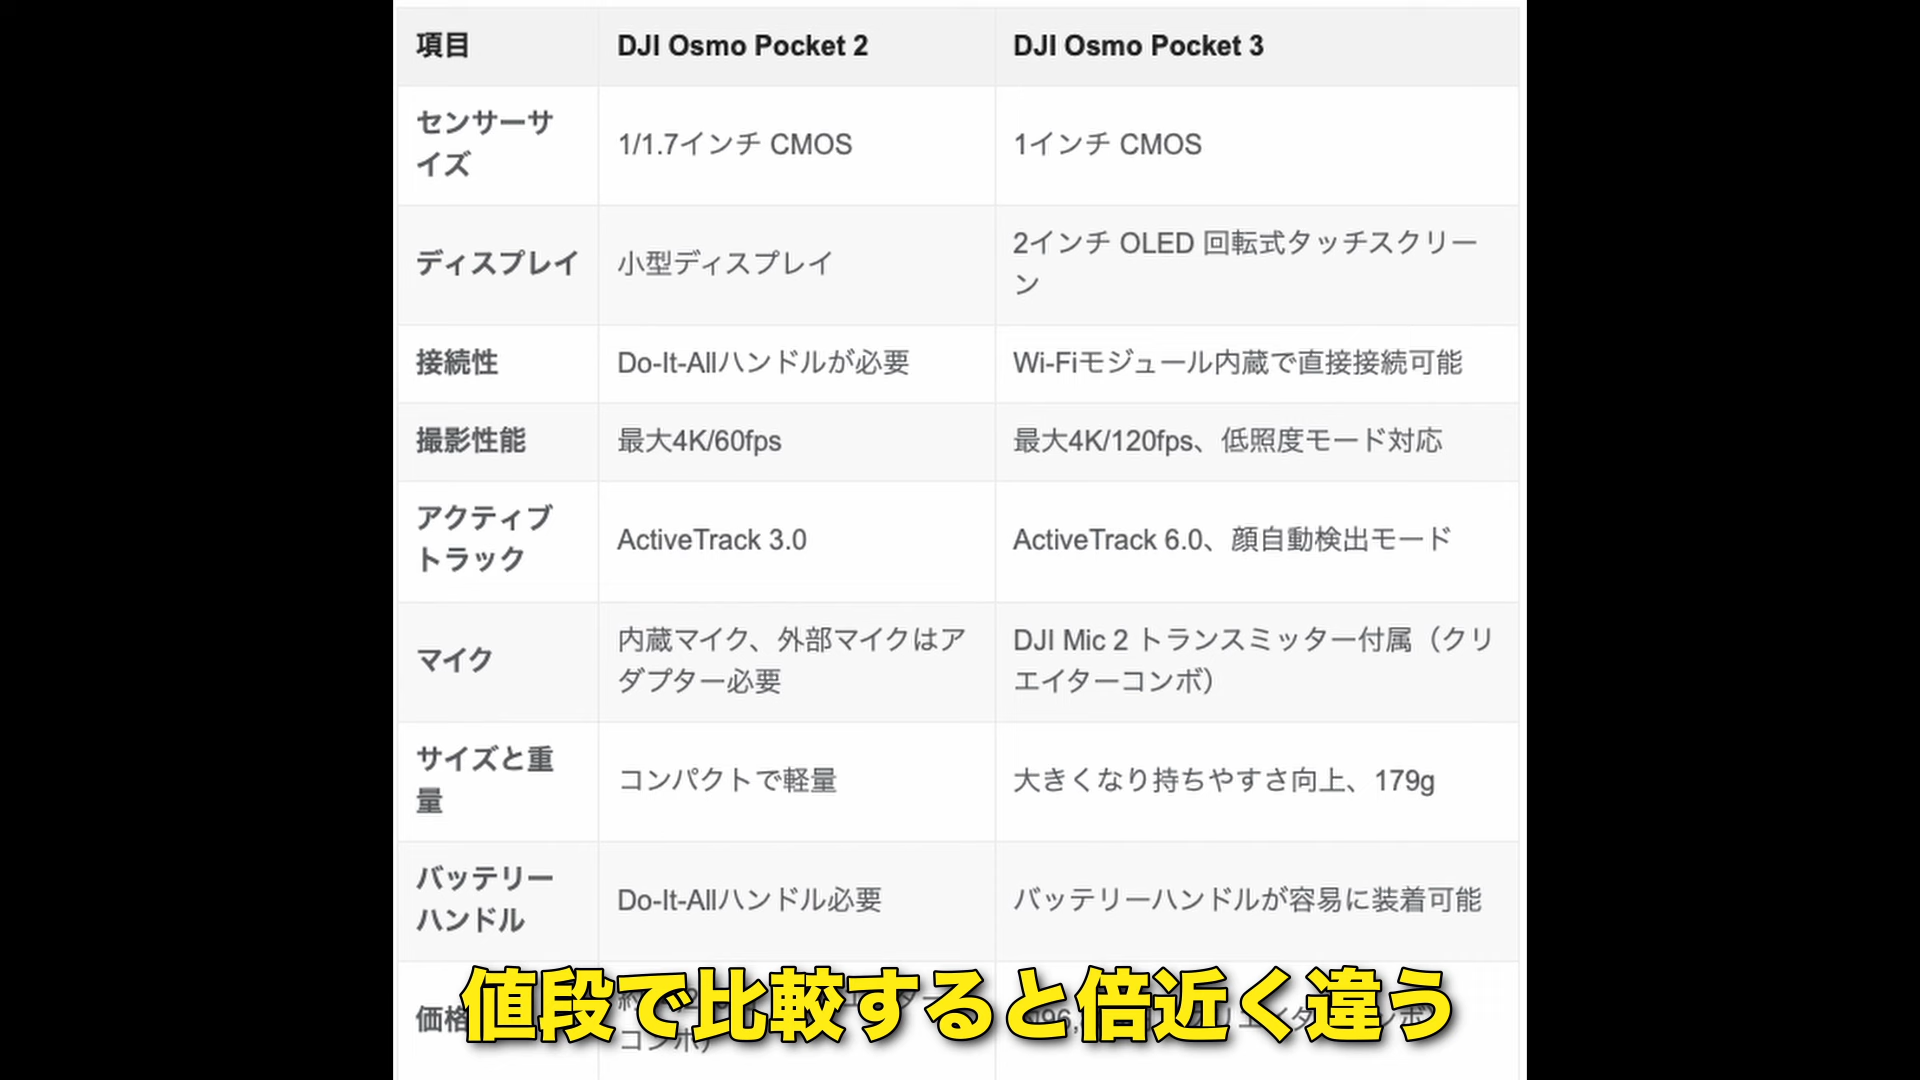 項目 DJI Osmo Pocket 2 DJI Osmo Pocket 3
センサーサ
イズ
1/1.7インチ CMOS
1インチ CMOS
ディスプレイ
小型ディスプレイ
2インチ OLED 回転式タッチスクリー
ン
接続性 Do-It-Allハンドルが必要 Wi-Fiモジュール内蔵で直接接続可能
撮影性能 最大4K/60fps 最大4K/120fps、低照度モード対応
アクティブ
トラック
ActiveTrack 3.0
ActiveTrack 6.0、顔自動検出モード
マイク
内蔵マイク、外部マイクはア
ダプター必要
DJI Mic 2 トランスミッター付属（クリ
エイターコンボ）
サイズと重
量
コンパクトで軽量
大きくなり持ちやすさ向上、179g
バッテリー
ハンドル
Do-It-Allハンドル必要
バッテリーハンドルが容易に装着可能
価格
コンボ）
値段で比較すると倍近く違う